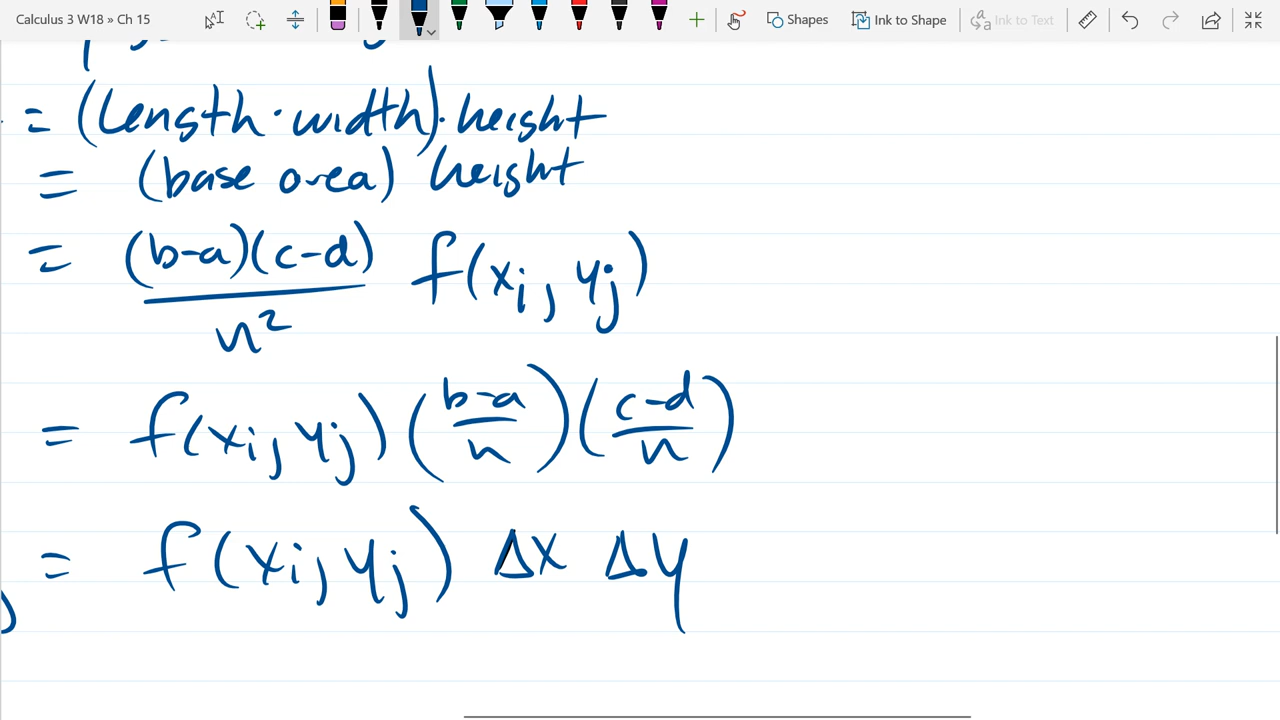 Calculus 3 W18 » Ch 15 Shapes Ink to Shape Ink to Text
= (length · width) · height
= (base area) height
= (b-a)(c-d)/n² f(xi, yj)
= f(xi, yj) (b-a/n)(c-d/n)
= f(xi, yj) Δx Δy